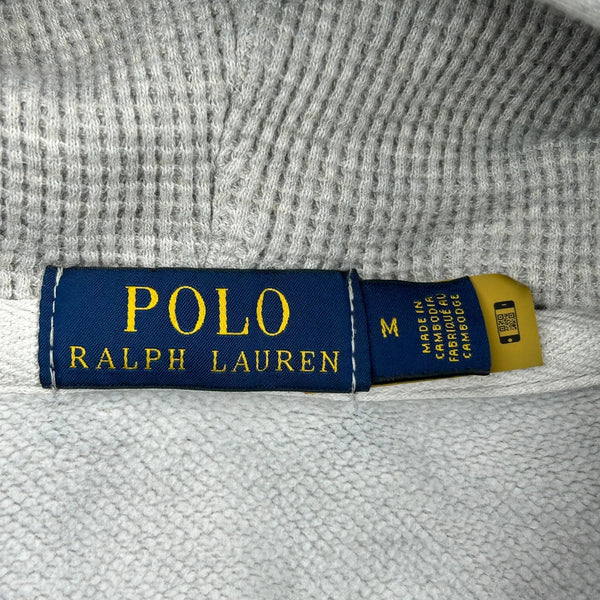 POLO
RALPH LAUREN
M
MADE IN
CAMBODIA
FABRIQUÉ AU
CAMBODGE